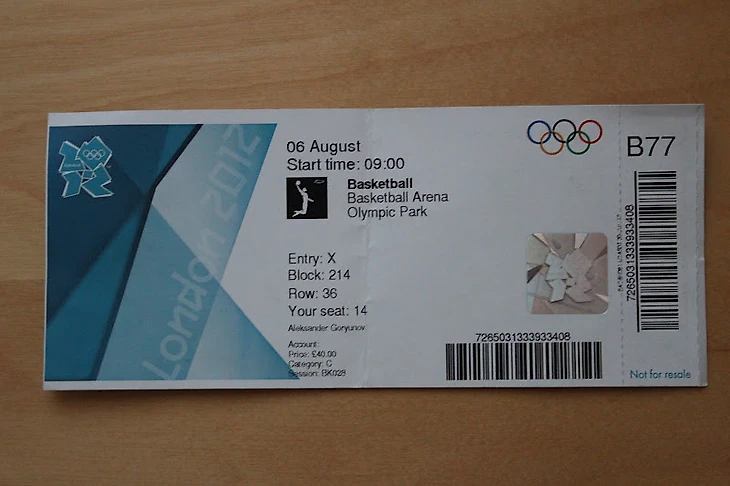 London 2012
06 August
Start time: 09:00
Basketball
Basketball Arena
Olympic Park
Entry: X
Block: 214
Row: 36
Your seat: 14
Aleksander Goryunov
Account:
Price: £40.00
Category: C
Session: BK028
7265031333933408
B77
7265031333933408
Not for resale